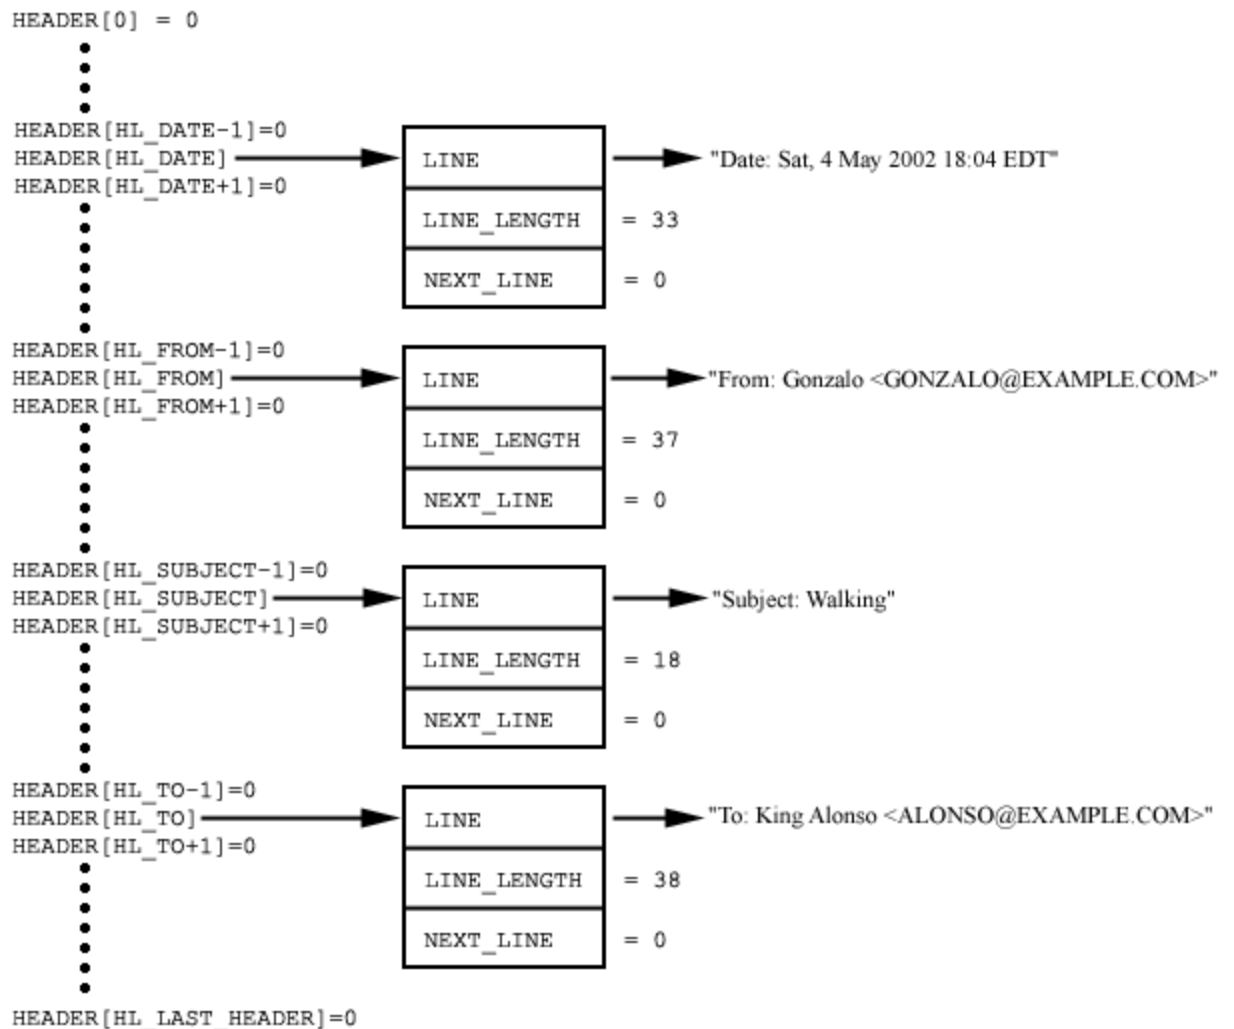 HEADER[0] = 0
HEADER[HL_DATE-1]=0
HEADER[HL_DATE] LINE "Date: Sat, 4 May 2002 18:04 EDT"
HEADER[HL_DATE+1]=0
LINE_LENGTH = 33
NEXT_LINE = 0
HEADER[HL_FROM-1]=0
HEADER[HL_FROM] LINE "From: Gonzalo <GONZALO@EXAMPLE.COM>"
HEADER[HL_FROM+1]=0
LINE_LENGTH = 37
NEXT_LINE = 0
HEADER[HL_SUBJECT-1]=0
HEADER[HL_SUBJECT] LINE "Subject: Walking"
HEADER[HL_SUBJECT+1]=0
LINE_LENGTH = 18
NEXT_LINE = 0
HEADER[HL_TO-1]=0
HEADER[HL_TO] LINE "To: King Alonso <ALONSO@EXAMPLE.COM>"
HEADER[HL_TO+1]=0
LINE_LENGTH = 38
NEXT_LINE = 0
HEADER[HL_LAST_HEADER]=0